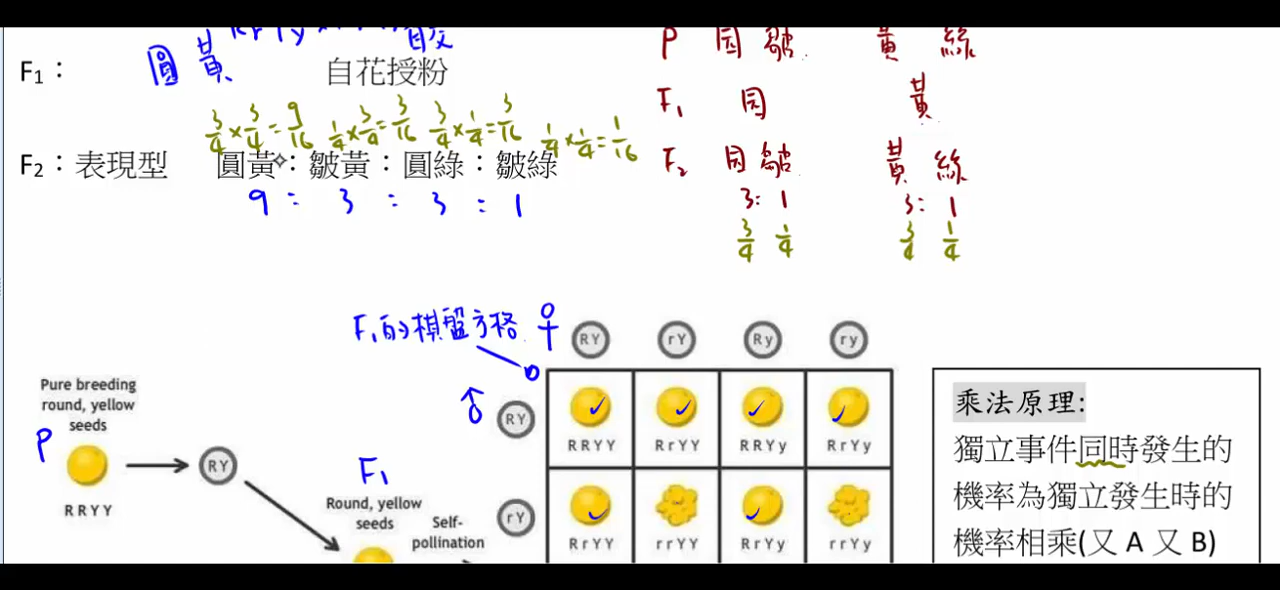 圓 黃
F1：
自花授粉
3/4 × 3/4 = 9/16 1/4 × 3/4 = 3/16 3/4 × 1/4 = 3/16 1/4 × 1/4 = 1/16
F2：表現型 圓黃：皺黃：圓綠：皺綠
9 : 3 : 3 : 1
P 圆 皺 黃 綠
F1 圆 黃
F2 圆 皺 黃 綠
3:1 3:1
3/4 1/4 3/4 1/4
F1的棋盤方格 ♀ RY rY Ry ry
♂ RY
RRYY RrYY RRYy RrYy
rY
RrYY rrYY RrYy rrYy
Pure breeding
round, yellow
seeds
P
RY
RRYY
F1
Round, yellow
seeds
Self-
pollination
乘法原理:
獨立事件同時發生的
機率為獨立發生時的
機率相乘(又 A 又 B)